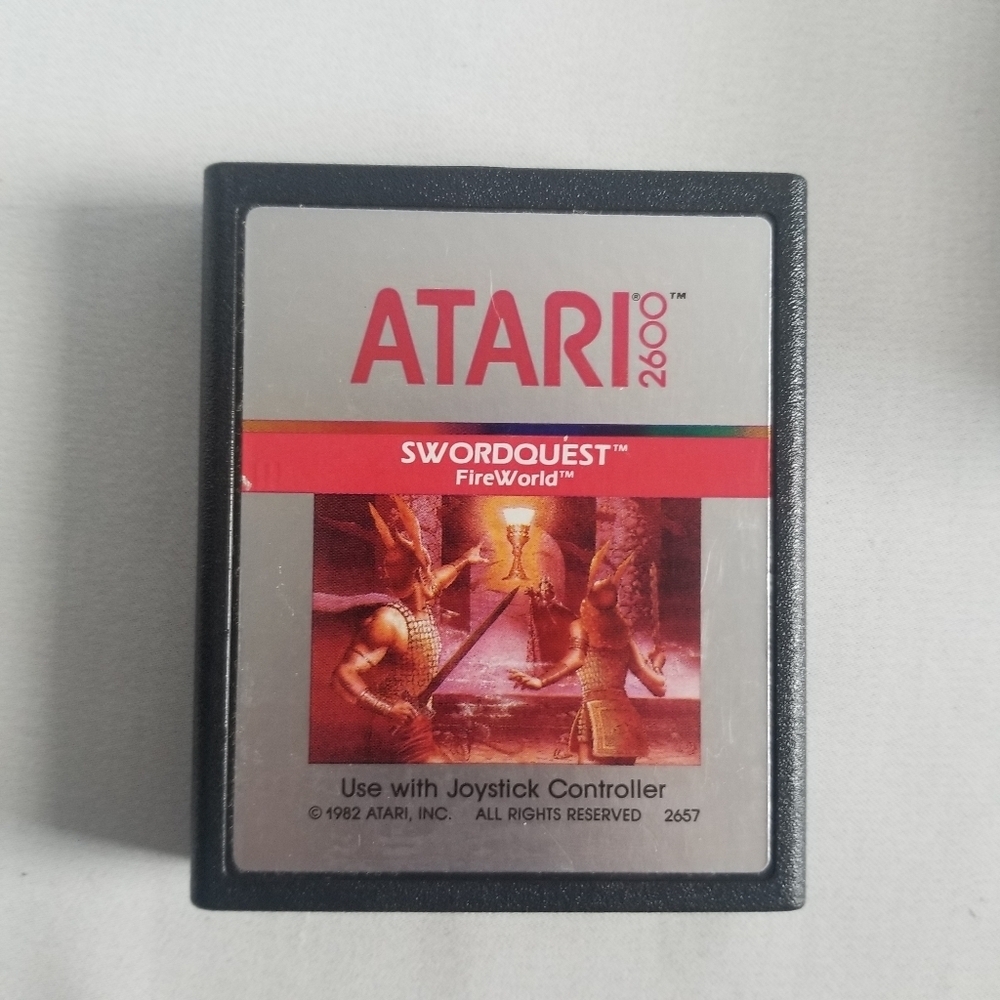 ATARI® 2600™
SWORDQUEST™
FireWorld™
Use with Joystick Controller
© 1982 ATARI, INC. ALL RIGHTS RESERVED 2657